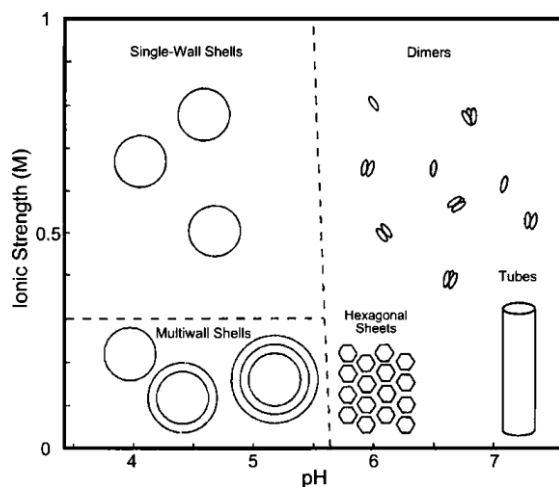 1
Single-Wall Shells
Dimers
Ionic Strength (M)
0.5
Tubes
Multiwall Shells
Hexagonal
Sheets
0
4
5
6
7
pH